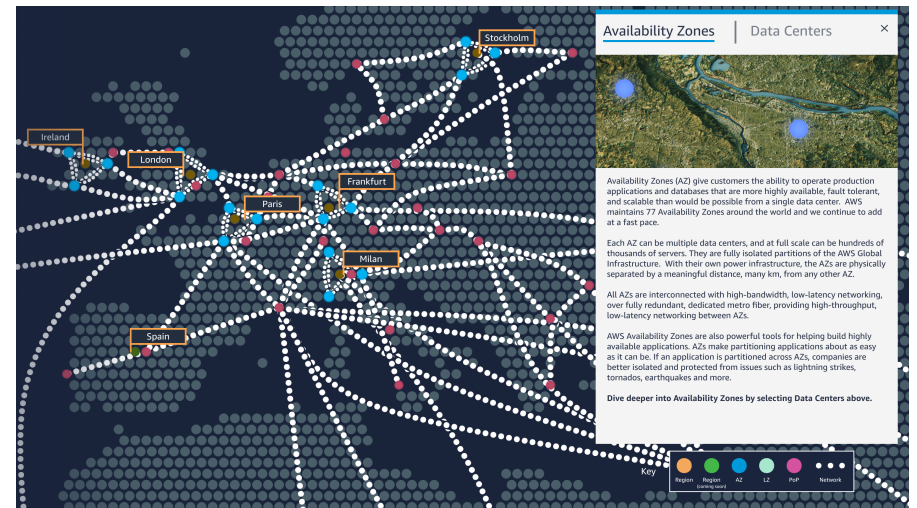 Stockholm
Ireland
London
Frankfurt
Paris
Milan
Spain
Availability Zones | Data Centers ×
Availability Zones (AZ) give customers the ability to operate production
applications and databases that are more highly available, fault tolerant,
and scalable than would be possible from a single data center. AWS
maintains 77 Availability Zones around the world and we continue to add
at a fast pace.
Each AZ can be multiple data centers, and at full scale can be hundreds of
thousands of servers. They are fully isolated partitions of the AWS Global
Infrastructure. With their own power infrastructure, the AZs are physically
separated by a meaningful distance, many km, from any other AZ.
All AZs are interconnected with high-bandwidth, low-latency networking,
over fully redundant, dedicated metro fiber, providing high-throughput,
low-latency networking between AZs.
AWS Availability Zones are also powerful tools for helping build highly
available applications. AZs make partitioning applications about as easy
as it can be. If an application is partitioned across AZs, companies are
better isolated and protected from issues such as lightning strikes,
tornados, earthquakes and more.
Dive deeper into Availability Zones by selecting Data Centers above.
Key
Region
Region
(coming soon)
AZ
LZ
PoP
Network